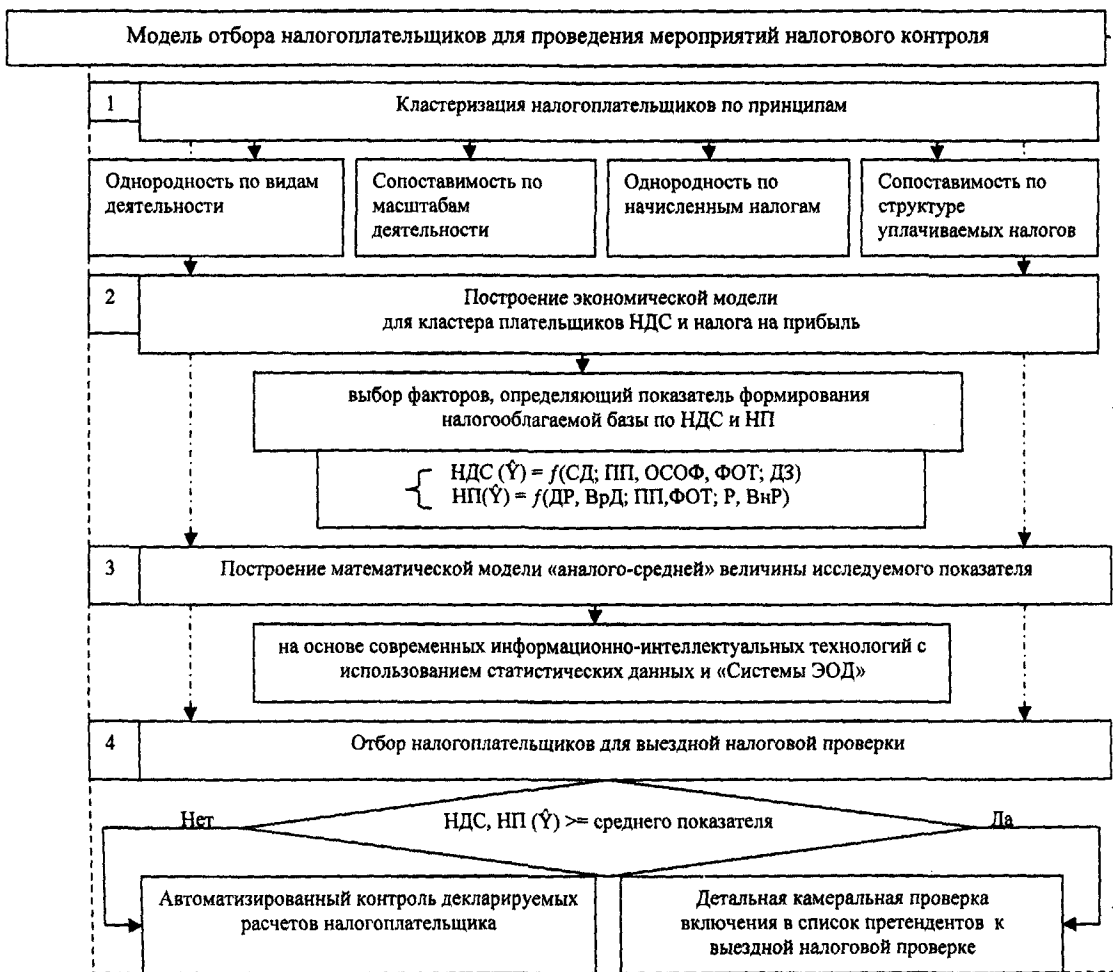 Модель отбора налогоплательщиков для проведения мероприятий налогового контроля
1
Кластеризация налогоплательщиков по принципам
Однородность по видам
деятельности
Сопоставимость по
масштабам
деятельности
Однородность по
начисленным налогам
Сопоставимость по
структуре
уплачиваемых налогов
2
Построение экономической модели
для кластера плательщиков НДС и налога на прибыль
выбор факторов, определяющий показатель формирования
налогооблагаемой базы по НДС и НП
НДС (Ŷ) = f(СД; ПП, ОСОФ, ФОТ; ДЗ)
НП(Ŷ) = f(ДР, ВрД; ПП,ФОТ; Р, ВнР)
3
Построение математической модели «аналого-средней» величины исследуемого показателя
на основе современных информационно-интеллектуальных технологий с
использованием статистических данных и «Системы ЭОД»
4
Отбор налогоплательщиков для выездной налоговой проверки
Нет
НДС, НП (Ŷ) >= среднего показателя
Да
Автоматизированный контроль декларируемых
расчетов налогоплательщика
Детальная камеральная проверка
включения в список претендентов к
выездной налоговой проверке